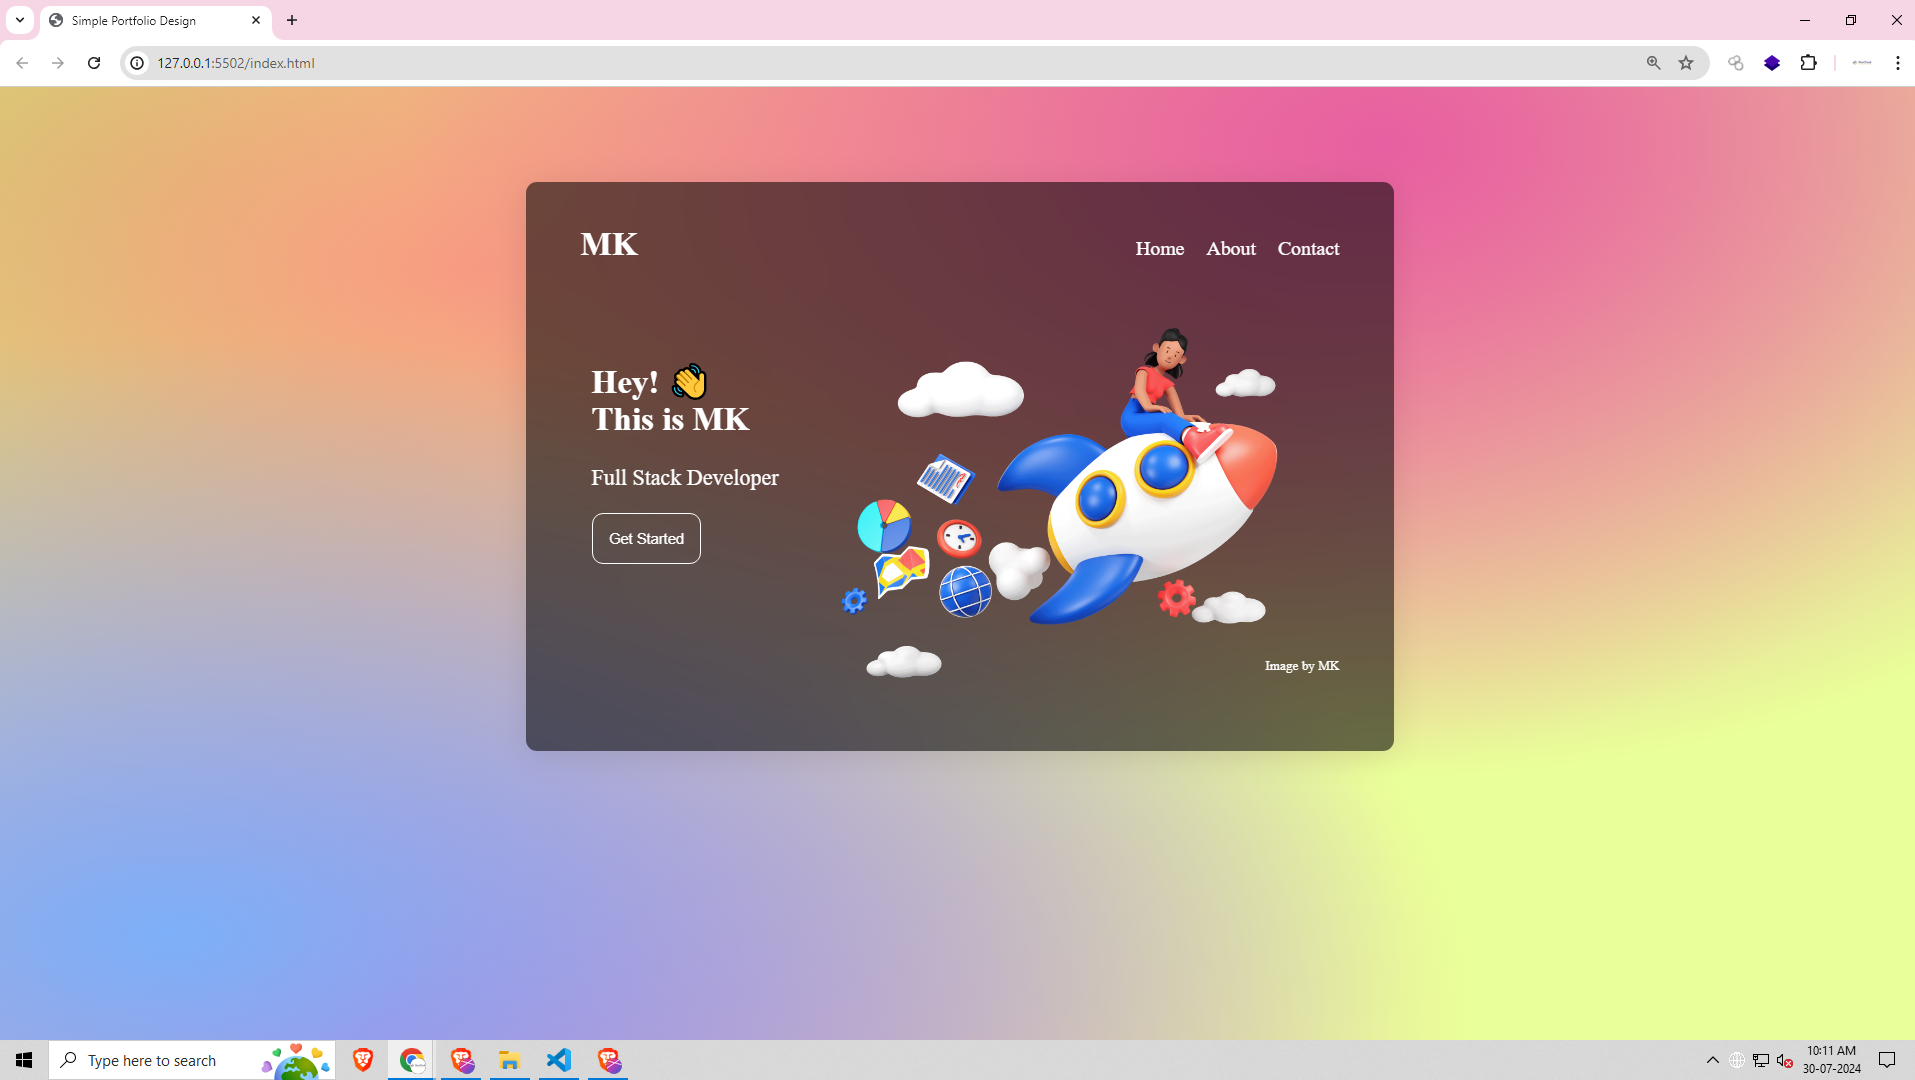 Simple Portfolio Design
127.0.0.1:5502/index.html
MK
Home About Contact
Hey! 👋
This is MK
Full Stack Developer
Get Started
Image by MK
Type here to search
10:11 AM
30-07-2024